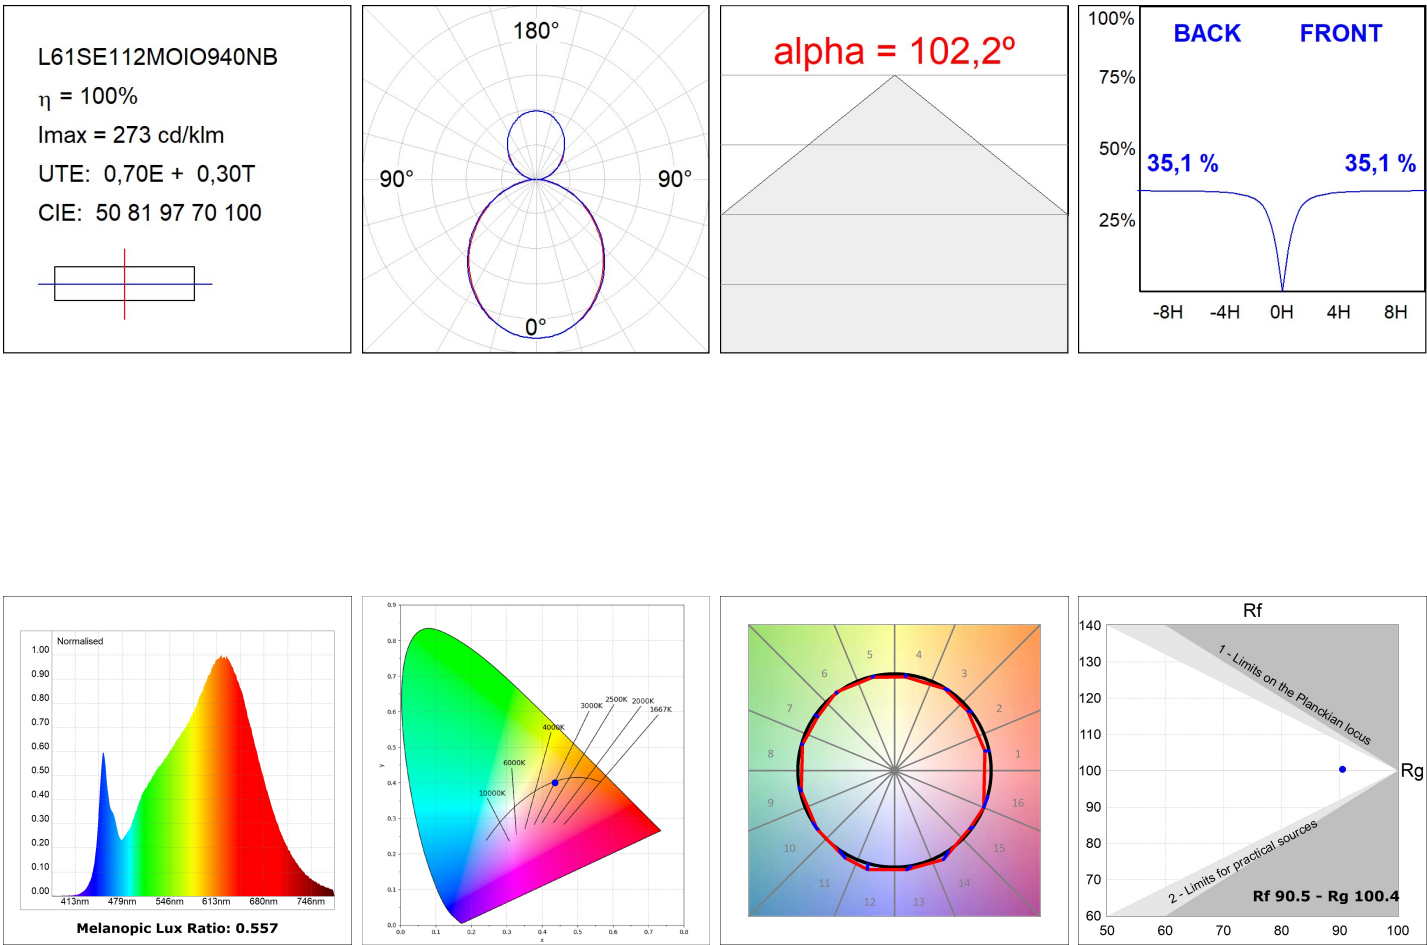 L61SE112MOIO940NB
η = 100%
Imax = 273 cd/klm
UTE: 0,70E + 0,30T
CIE: 50 81 97 70 100
180°
90°
90°
0°
alpha = 102,2º
100%
BACK
FRONT
75%
50%
35,1 %
35,1 %
25%
-8H
-4H
0H
4H
8H
Normalised
1.00
0.90
0.80
0.70
0.60
0.50
0.40
0.30
0.20
0.10
0.00
413nm
479nm
546nm
613nm
680nm
746nm
Melanopic Lux Ratio: 0.557
0.9
0.8
0.7
0.6
0.5
0.4
0.3
0.2
0.1
0.0
y
1667K
2000K
2500K
3000K
4000K
6000K
10000K
0.0
0.1
0.2
0.3
0.4
0.5
0.6
0.7
0.8
x
5
4
6
3
7
2
8
1
9
16
10
15
11
14
12
13
Rf
140
130
120
110
100
90
80
70
60
1 - Limits on the Planckian locus
Rg
2 - Limits for practical sources
Rf 90.5 - Rg 100.4
50
60
70
80
90
100